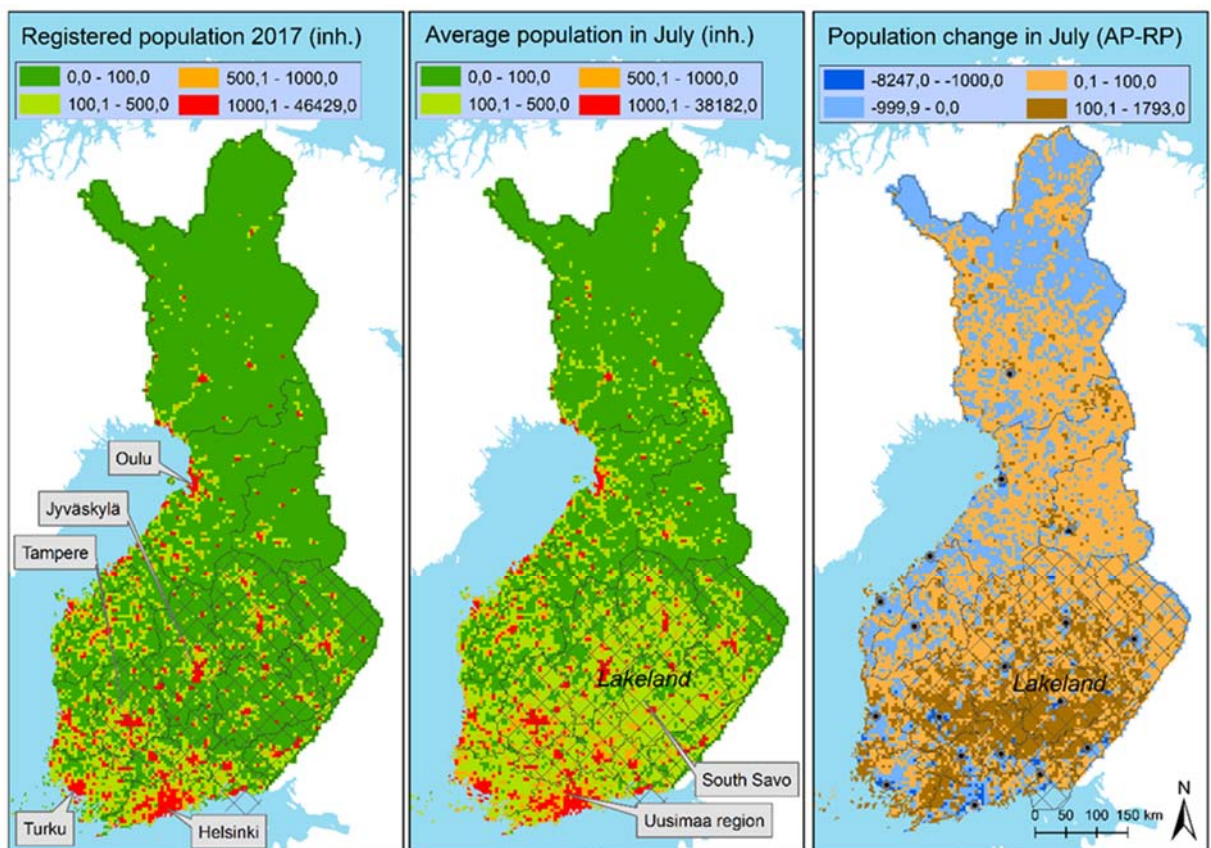 Registered population 2017 (inh.)
0,0 - 100,0
500,1 - 1000,0
100,1 - 500,0
1000,1 - 46429,0
Oulu
Jyväskylä
Tampere
Turku
Helsinki
Average population in July (inh.)
0,0 - 100,0
500,1 - 1000,0
100,1 - 500,0
1000,1 - 38182,0
Lakeland
South Savo
Uusimaa region
Population change in July (AP-RP)
-8247,0 - -1000,0
0,1 - 100,0
-999,9 - 0,0
100,1 - 1793,0
Lakeland
N
0 50 100 150 km